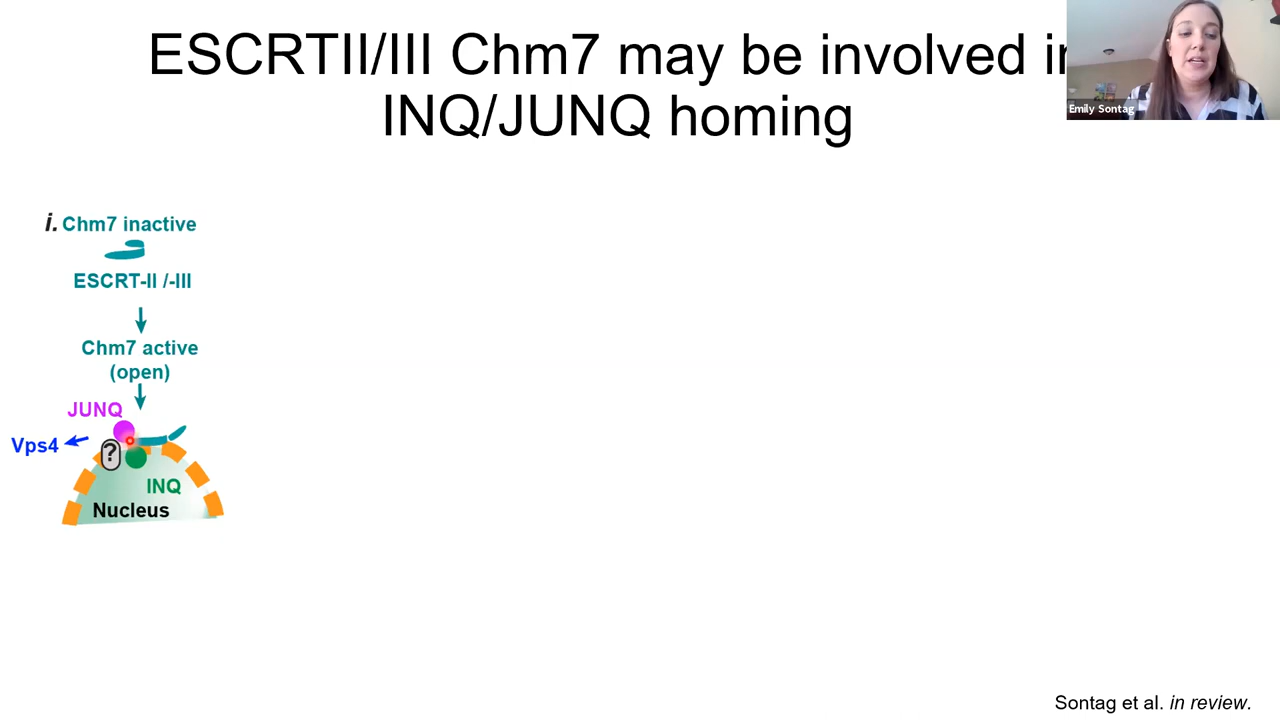 ESCRTII/III Chm7 may be involved in
INQ/JUNQ homing
Emily Sontag
i. Chm7 inactive
ESCRT-II /-III
Chm7 active
(open)
JUNQ
Vps4
?
INQ
Nucleus
Sontag et al. in review.